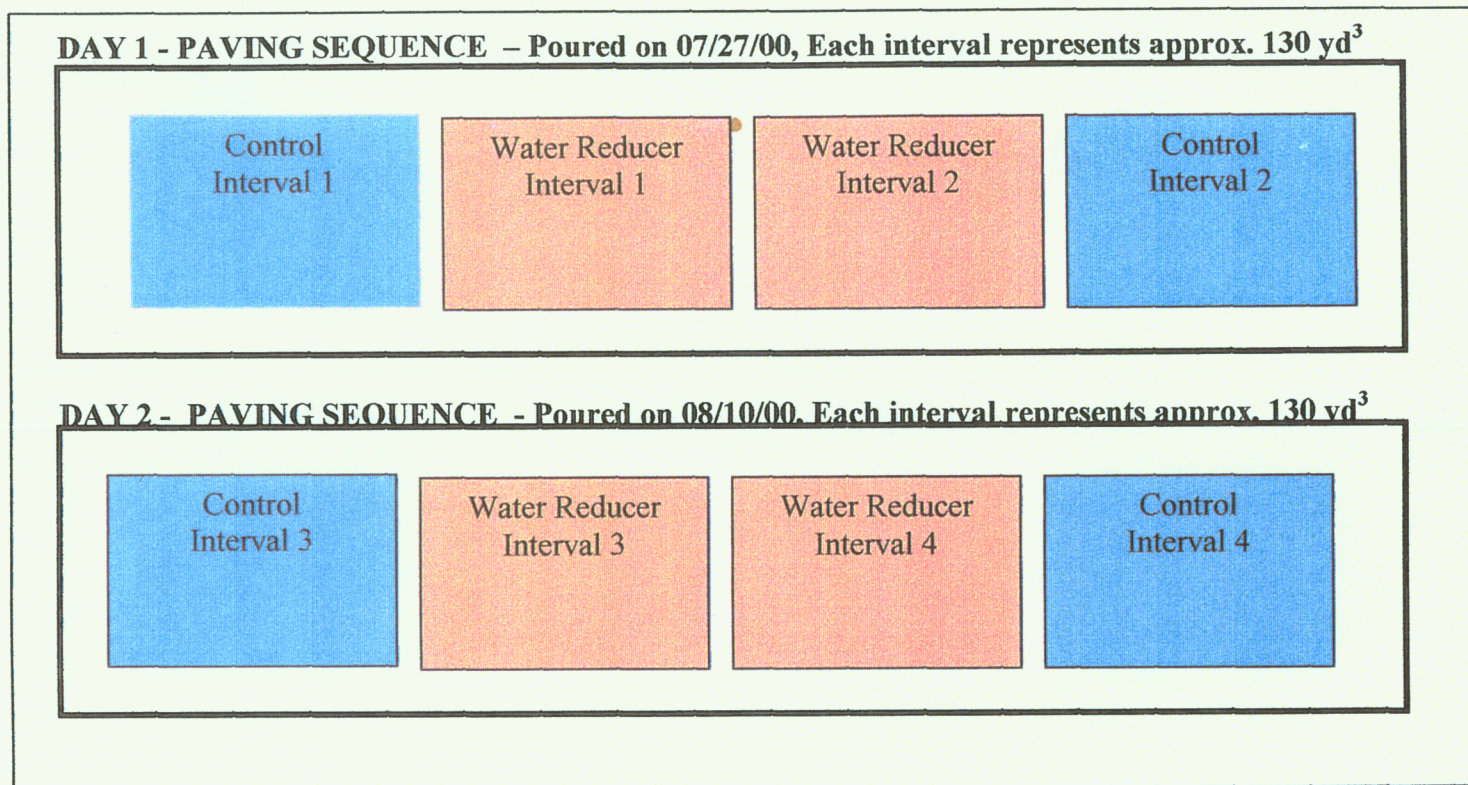 DAY 1 - PAVING SEQUENCE – Poured on 07/27/00, Each interval represents approx. 130 yd³
Control
Interval 1
Water Reducer
Interval 1
Water Reducer
Interval 2
Control
Interval 2
DAY 2 - PAVING SEQUENCE - Poured on 08/10/00, Each interval represents approx. 130 yd³
Control
Interval 3
Water Reducer
Interval 3
Water Reducer
Interval 4
Control
Interval 4